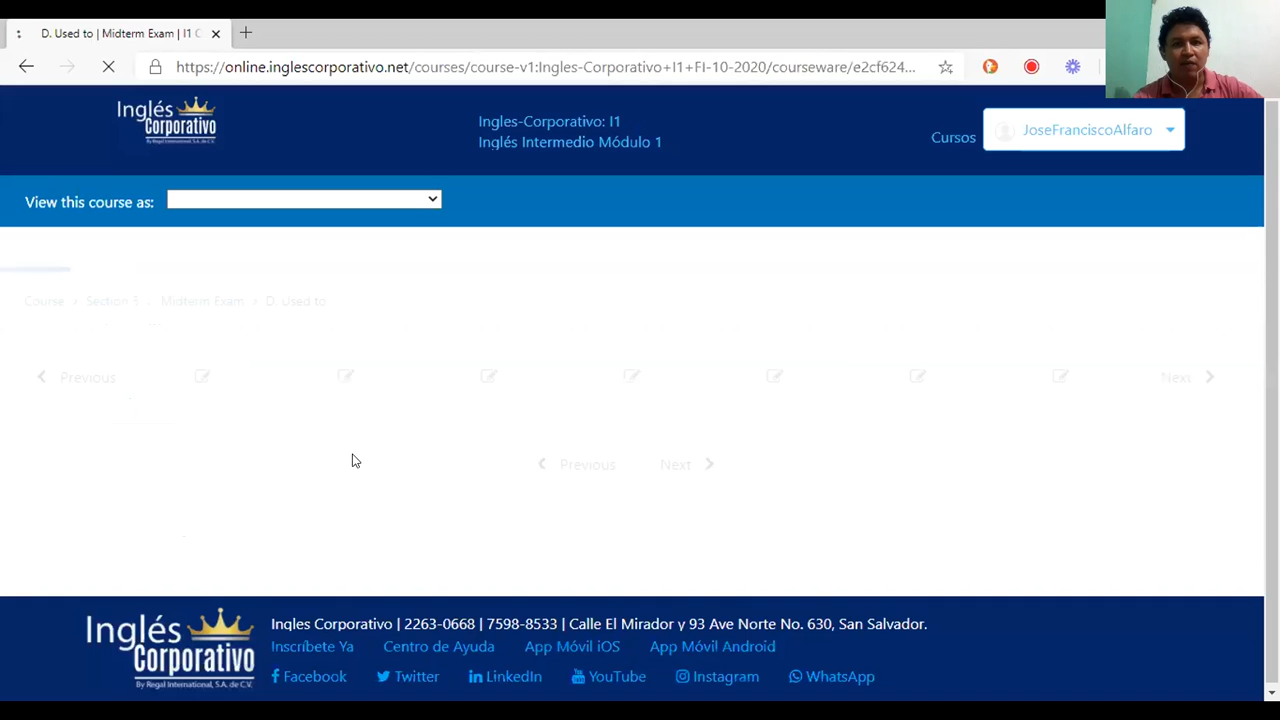 D. Used to | Midterm Exam | I1 C
https://online.inglescorporativo.net/courses/course-v1:Ingles-Corporativo+I1+FI-10-2020/courseware/e2cf624...
Inglés
Corporativo
By Regal International, S.A. de C.V.
Ingles-Corporativo: I1
Inglés Intermedio Módulo 1
Cursos
JoseFranciscoAlfaro
View this course as:
Course > Section 3 > Midterm Exam > D. Used to
Previous
Next
Previous Next
Inglés
Corporativo
By Regal International, S.A. de C.V.
Ingles Corporativo | 2263-0668 | 7598-8533 | Calle El Mirador y 93 Ave Norte No. 630, San Salvador.
Inscríbete Ya Centro de Ayuda App Móvil iOS App Móvil Android
Facebook Twitter LinkedIn YouTube Instagram WhatsApp